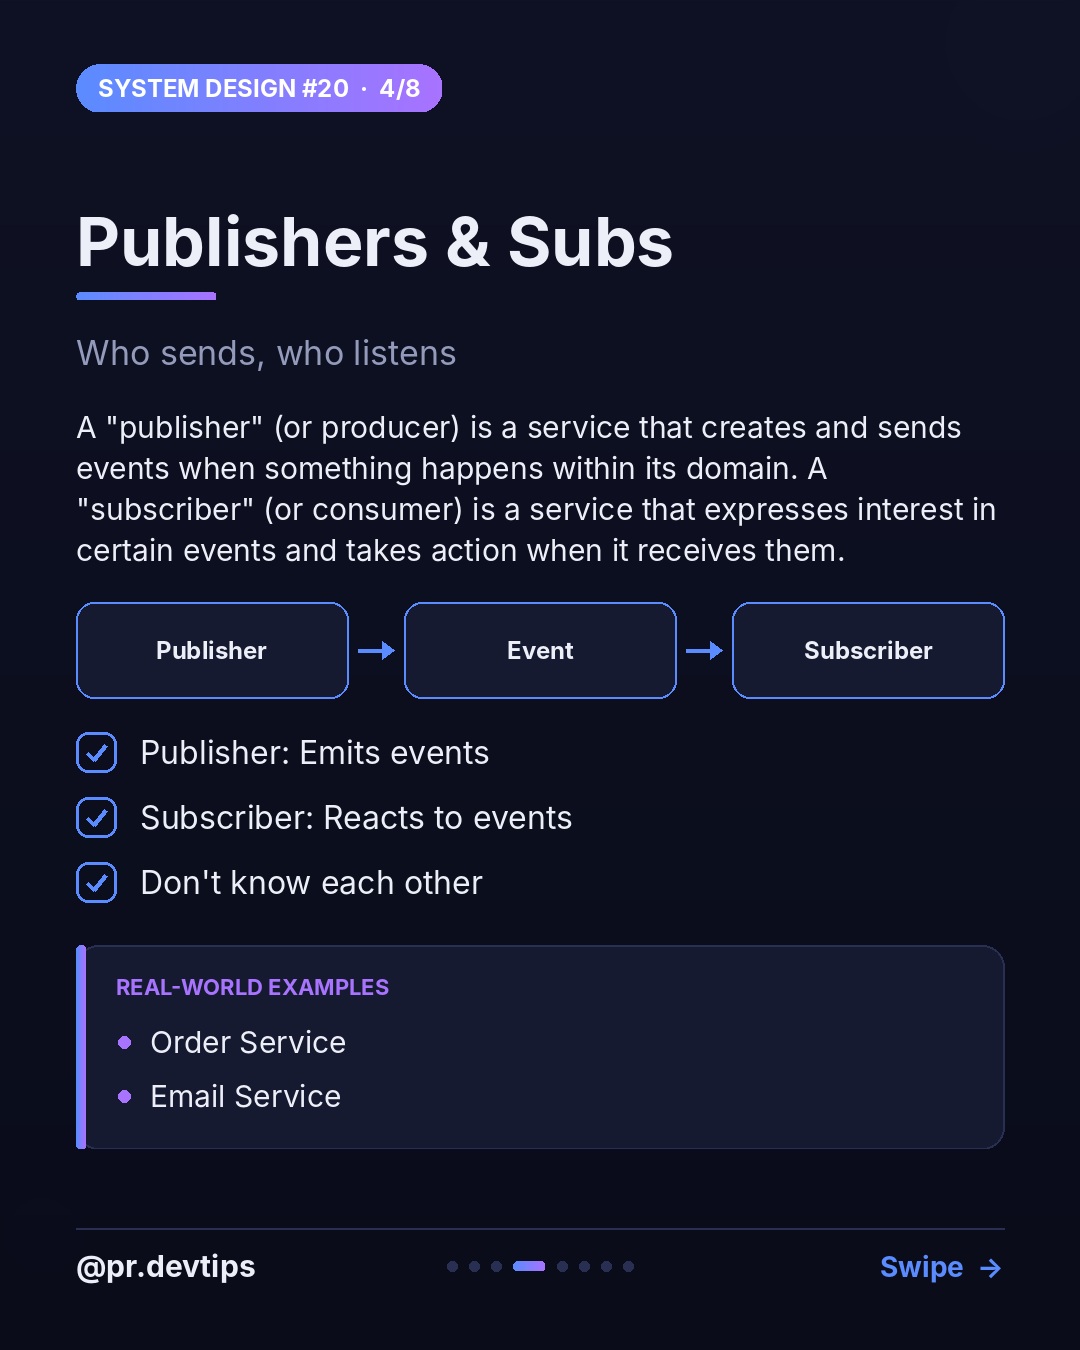 SYSTEM DESIGN #20 · 4/8
Publishers & Subs
Who sends, who listens
A "publisher" (or producer) is a service that creates and sends
events when something happens within its domain. A
"subscriber" (or consumer) is a service that expresses interest in
certain events and takes action when it receives them.
Publisher
Event
Subscriber
Publisher: Emits events
Subscriber: Reacts to events
Don't know each other
REAL-WORLD EXAMPLES
Order Service
Email Service
@pr.devtips
Swipe →